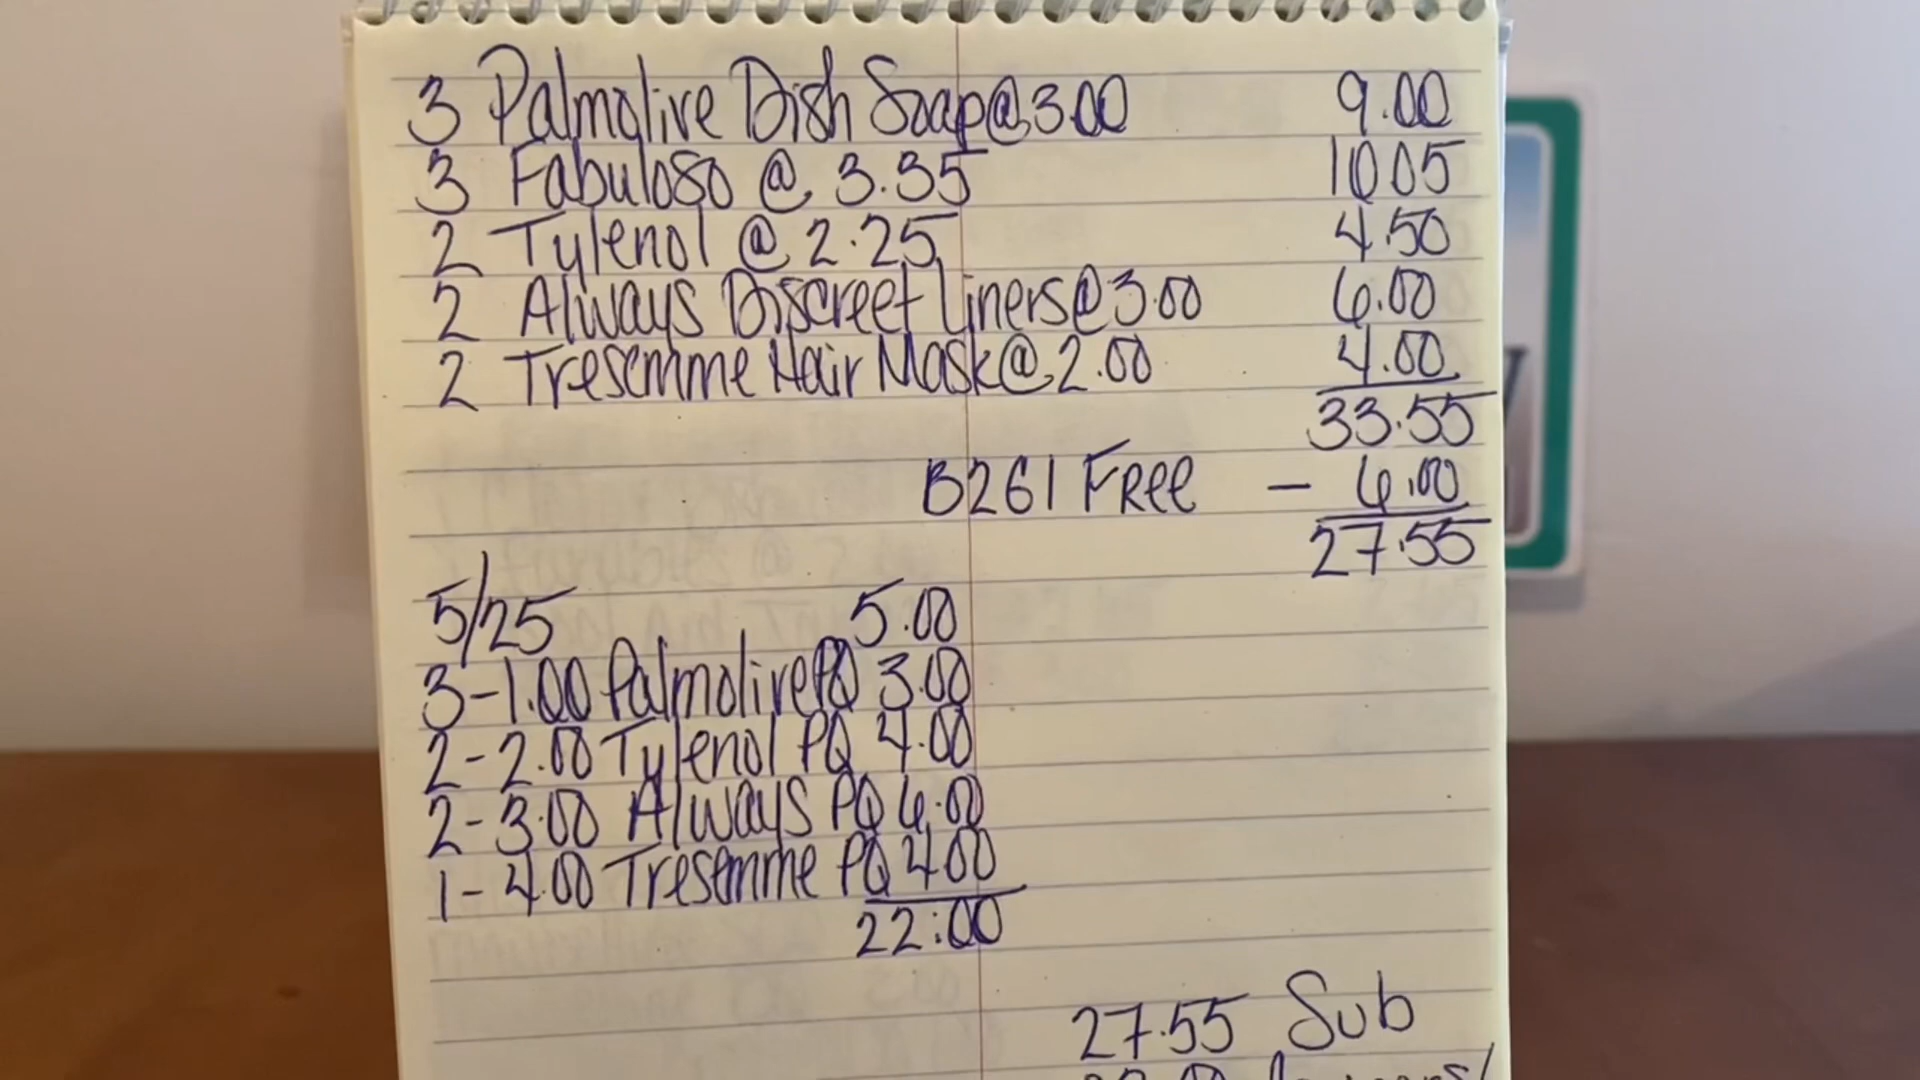 3 Palmolive Dish Soap @ 3.00 9.00
3 Fabuloso @ 3.35 10.05
2 Tylenol @ 2.25 4.50
2 Always Discreet Liners @ 3.00 6.00
2 Tresemme Hair Mask @ 2.00 4.00
33.55
B2G1 Free - 6.00
27.55
5/25 5.00
3-1.00 Palmolive PQ 3.00
2-2.00 Tylenol PQ 4.00
2-3.00 Always PQ 6.00
1-4.00 Tresemme PQ 4.00
22.00
27.55 Sub